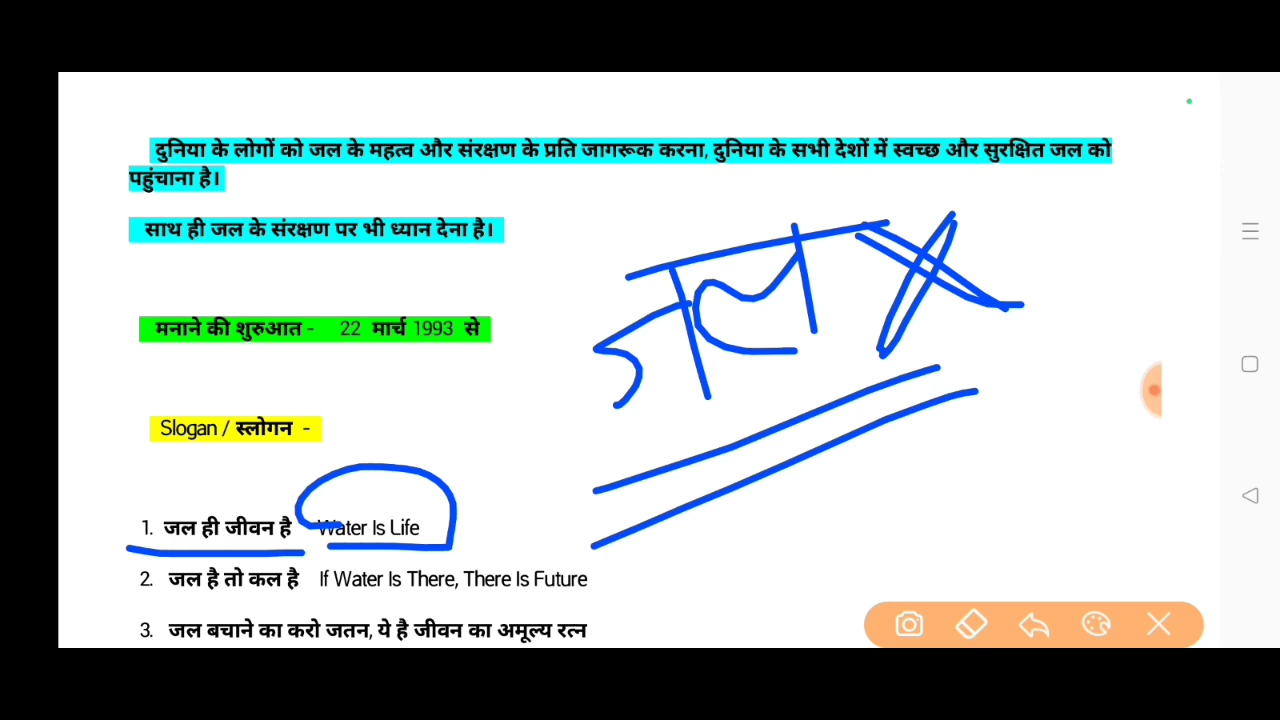 दुनिया के लोगों को जल के महत्व और संरक्षण के प्रति जागरूक करना, दुनिया के सभी देशों में स्वच्छ और सुरक्षित जल को
पहुंचाना है।
साथ ही जल के संरक्षण पर भी ध्यान देना है।
जल
मनाने की शुरुआत - 22 मार्च 1993 से
Slogan / स्लोगन -
1. जल ही जीवन है Water Is Life
2. जल है तो कल है If Water Is There, There Is Future
3. जल बचाने का करो जतन, ये है जीवन का अमूल्य रत्न